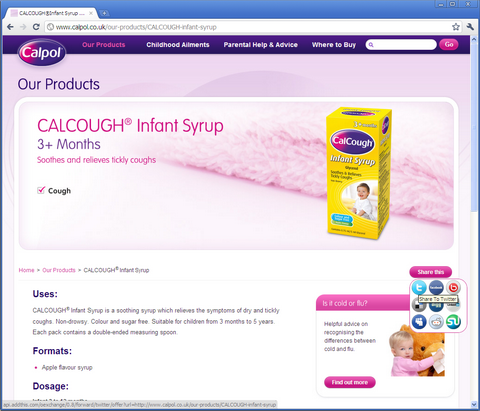 CALCOUGH®Infant Syrup ...
www.calpol.co.uk/our-products/CALCOUGH-infant-syrup
Calpol
Our Products
Childhood Ailments
Parental Help & Advice
Where to Buy
Go
Our Products
CALCOUGH® Infant Syrup
3+ Months
Soothes and relieves tickly coughs
Cough
CalCough
Infant Syrup
Glycerol
Soothes & Relieves
Tickly Coughs
Home > Our Products > CALCOUGH® Infant Syrup
Share this
facebook
Share To Twitter
Uses:
CALCOUGH® Infant Syrup is a soothing syrup which relieves the symptoms of dry and tickly
coughs. Non-drowsy. Colour and sugar free. Suitable for children from 3 months to 5 years.
Each pack contains a double-ended measuring spoon.
Formats:
Apple flavour syrup
Dosage:
Is it cold or flu?
Helpful advice on
recognising the
differences between
cold and flu.
Find out more
api.addthis.com/oexchange/0.8/forward/twitter/offer?url=http://www.calpol.co.uk/our-products/CALCOUGH-infant-syrup